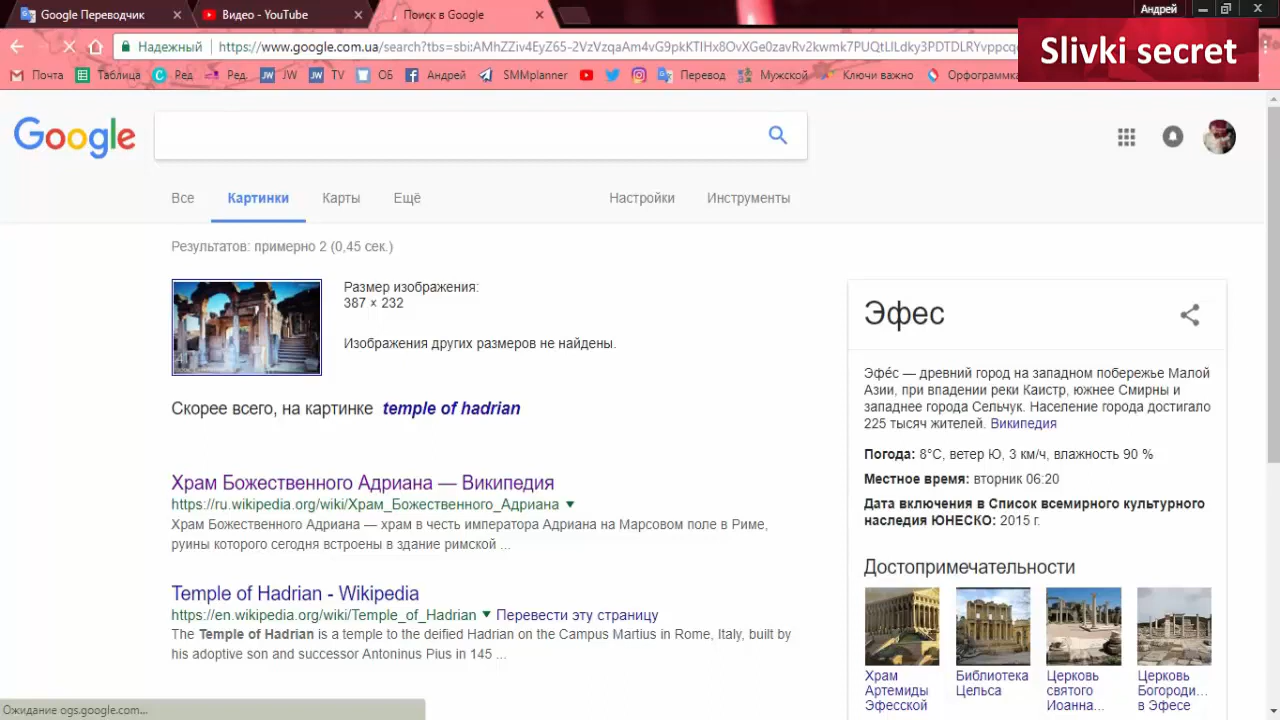 Google Переводчик
Видео - YouTube
Поиск в Google
Андрей
Надежный
https://www.google.com.ua/search?tbs=sbi:AMhZZiv4EyZ65-2VzVzqaAm4vG9pkKTIHx8OvXGe0zavRv2kwmk7PUQtLlLdky3PDTDLRYvppcqc
Slivki secret
Почта Таблица Ред Ред. JW TV ОБ Андрей SMMplanner Перевод Мужской Ключи важно Орфограммка
Google
Все Картинки Карты Ещё Настройки Инструменты
Результатов: примерно 2 (0,45 сек.)
Размер изображения:
387 × 232
Изображения других размеров не найдены.
Скорее всего, на картинке temple of hadrian
Храм Божественного Адриана — Википедия
https://ru.wikipedia.org/wiki/Храм_Божественного_Адриана
Храм Божественного Адриана — храм в честь императора Адриана на Марсовом поле в Риме,
руины которого сегодня встроены в здание римской ...
Temple of Hadrian - Wikipedia
https://en.wikipedia.org/wiki/Temple_of_Hadrian Перевести эту страницу
The Temple of Hadrian is a temple to the deified Hadrian on the Campus Martius in Rome, Italy, built by
his adoptive son and successor Antoninus Pius in 145 ...
Эфес
Эфе́с — древний город на западном побережье Малой
Азии, при впадении реки Каистр, южнее Смирны и
западнее города Сельчук. Население города достигало
225 тысяч жителей. Википедия
Погода: 8°C, ветер Ю, 3 км/ч, влажность 90 %
Местное время: вторник 06:20
Дата включения в Список всемирного культурного
наследия ЮНЕСКО: 2015 г.
Достопримечательности
Храм
Артемиды
Эфесской
Библиотека
Цельса
Церковь
святого
Иоанна...
Церковь
Богороди...
в Эфесе
Ожидание ogs.google.com...